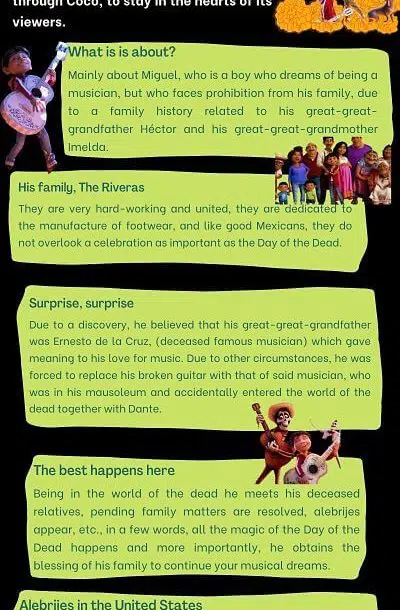 through Coco, to stay in the hearts of its
viewers.
What is is about?
Mainly about Miguel, who is a boy who dreams of being a
musician, but who faces prohibition from his family, due
to a family history related to his great-great-
grandfather Héctor and his great-great-grandmother
Imelda.
His family, The Riveras
They are very hard-working and united, they are dedicated to
the manufacture of footwear, and like good Mexicans, they do
not overlook a celebration as important as the Day of the Dead.
Surprise, surprise
Due to a discovery, he believed that his great-great-grandfather
was Ernesto de la Cruz, (deceased famous musician) which gave
meaning to his love for music. Due to other circumstances, he was
forced to replace his broken guitar with that of said musician, who
was in his mausoleum and accidentally entered the world of the
dead together with Dante.
The best happens here
Being in the world of the dead he meets his deceased
relatives, pending family matters are resolved, alebrijes
appear, etc., in a few words, all the magic of the Day of the
Dead happens and more importantly, he obtains the
blessing of his family to continue your musical dreams.
Alebrijes in the United States